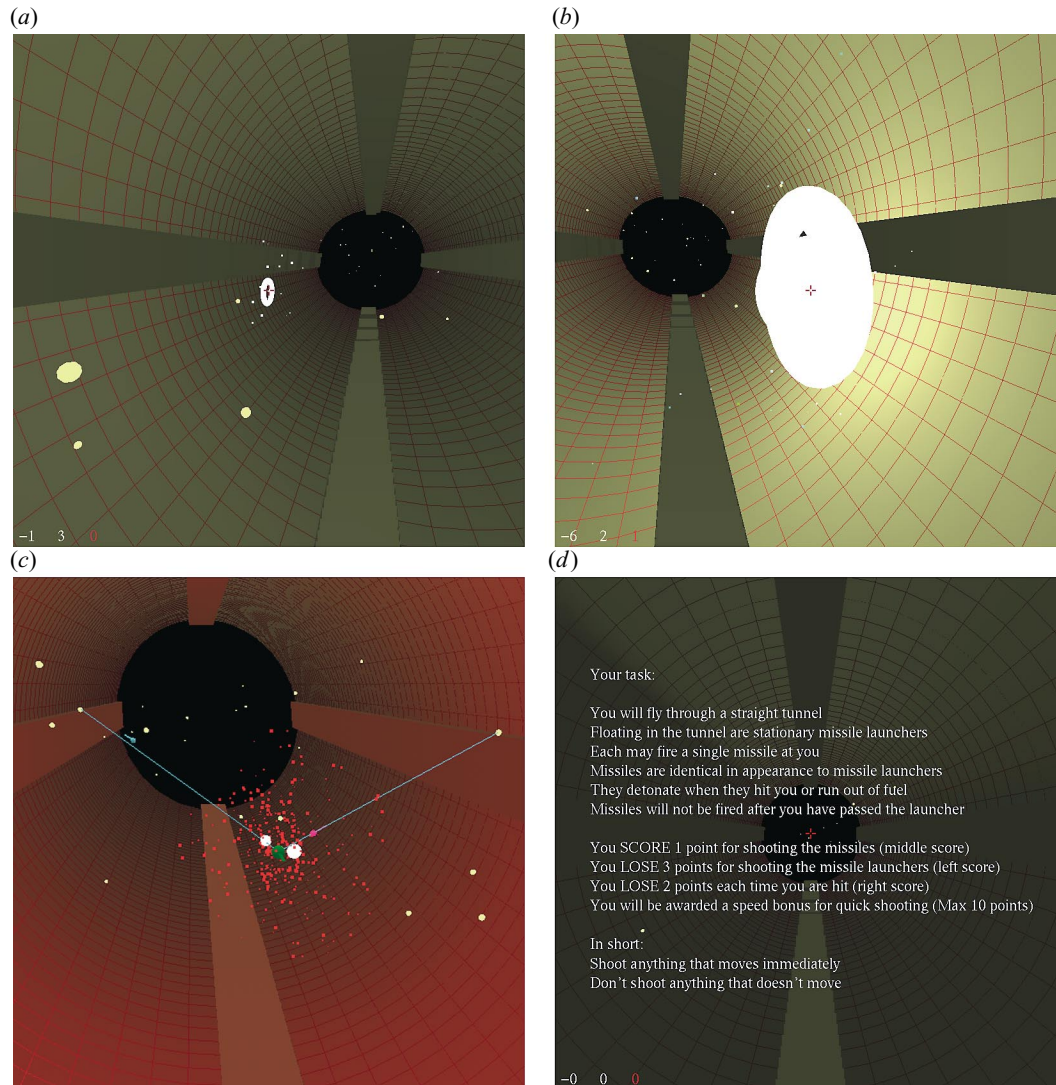 (a)
(b)
−1 3 0
−6 2 1
(c)
(d)
Your task:
You will fly through a straight tunnel
Floating in the tunnel are stationary missile launchers
Each may fire a single missile at you
Missiles are identical in appearance to missile launchers
They detonate when they hit you or run out of fuel
Missiles will not be fired after you have passed the launcher
You SCORE 1 point for shooting the missiles (middle score)
You LOSE 3 points for shooting the missile launchers (left score)
You LOSE 2 points each time you are hit (right score)
You will be awarded a speed bonus for quick shooting (Max 10 points)
In short:
Shoot anything that moves immediately
Don’t shoot anything that doesn’t move
−0 0 0